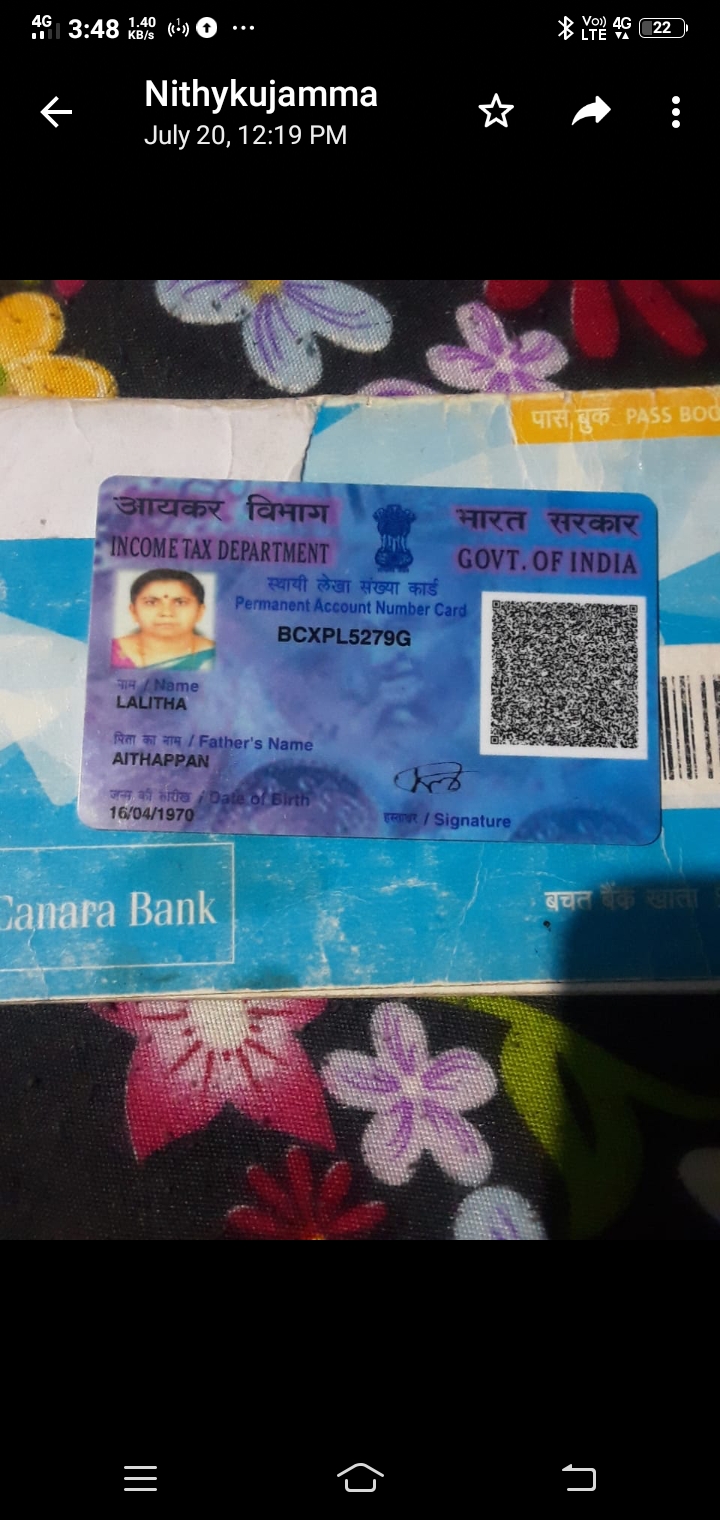 4G 3:48 1.40 KB/s
Vo)) LTE 4G 22
Nithykujamma
July 20, 12:19 PM
पास बुक PASS BOO
आयकर विभाग
INCOME TAX DEPARTMENT
भारत सरकार
GOVT. OF INDIA
स्थायी लेखा संख्या कार्ड
Permanent Account Number Card
BCXPL5279G
नाम / Name
LALITHA
पिता का नाम / Father's Name
AITHAPPAN
जन्म की तारीख / Date of Birth
16/04/1970
हस्ताक्षर / Signature
Canara Bank
बचत बैंक खाता